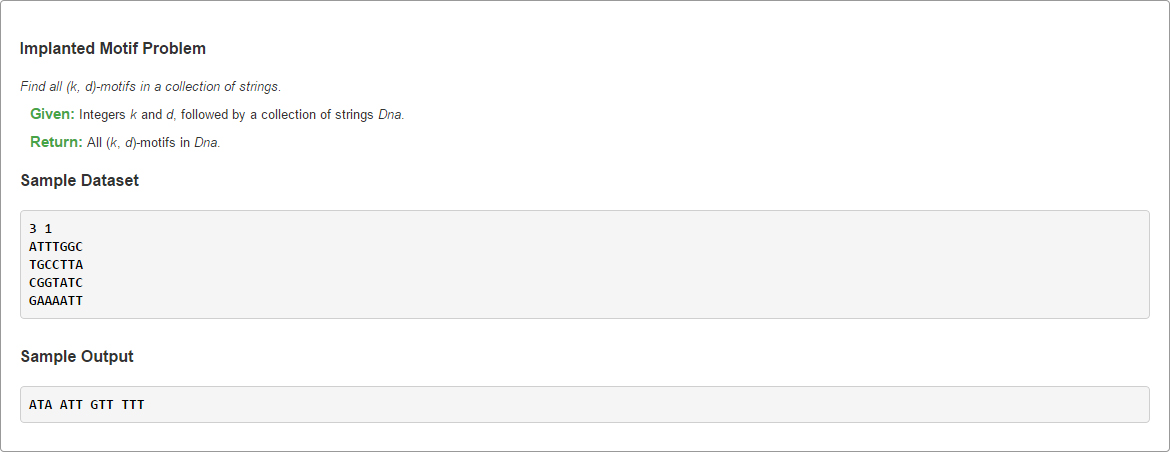 Implanted Motif Problem
Find all (k, d)-motifs in a collection of strings.
Given: Integers k and d, followed by a collection of strings Dna.
Return: All (k, d)-motifs in Dna.
Sample Dataset
3 1
ATTTGGC
TGCCTTA
CGGTATC
GAAAATT
Sample Output
ATA ATT GTT TTT